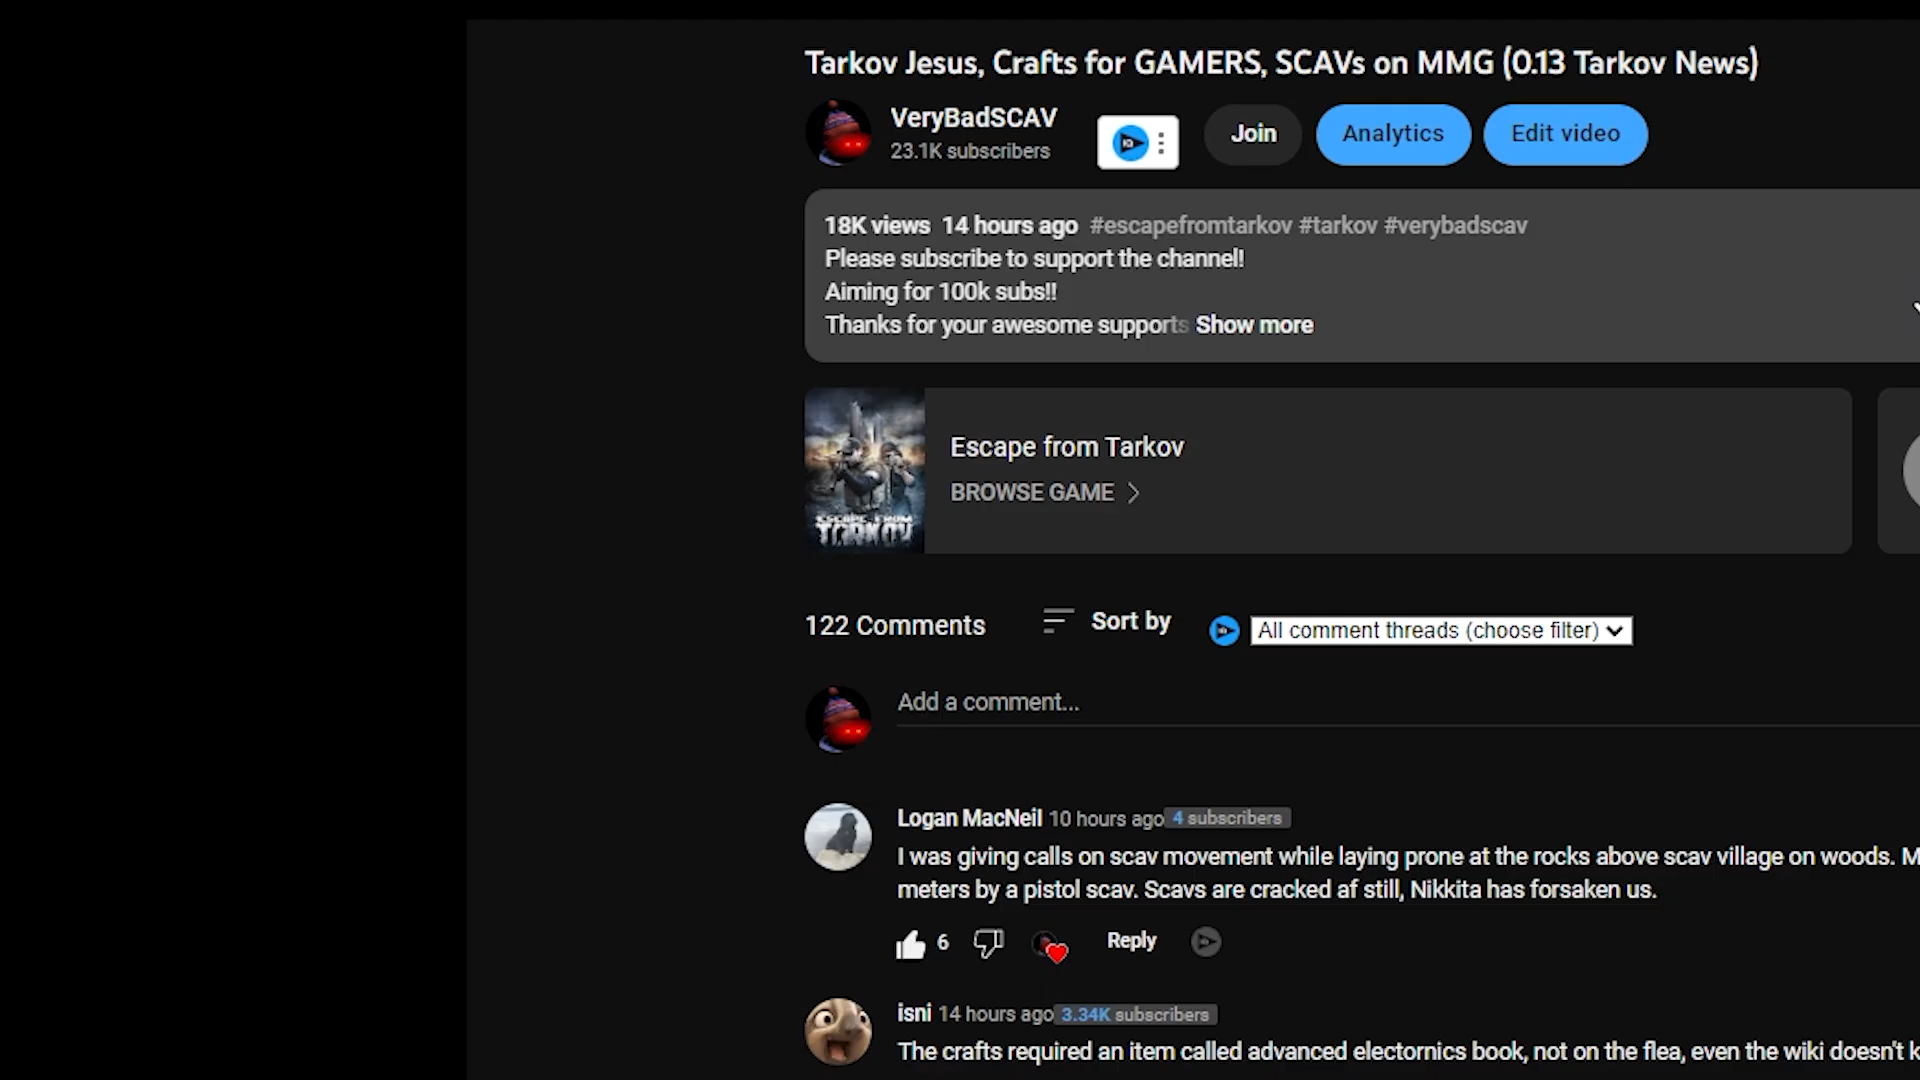 Tarkov Jesus, Crafts for GAMERS, SCAVs on MMG (0.13 Tarkov News)
VeryBadSCAV
23.1K subscribers
Join
Analytics
Edit video
18K views 14 hours ago #escapefromtarkov #tarkov #verybadscav
Please subscribe to support the channel!
Aiming for 100k subs!!
Thanks for your awesome supports Show more
ESCAPE FROM
TARKOV
Escape from Tarkov
BROWSE GAME
122 Comments
Sort by
All comment threads (choose filter)
Add a comment...
Logan MacNeil 10 hours ago 4 subscribers
I was giving calls on scav movement while laying prone at the rocks above scav village on woods. M
meters by a pistol scav. Scavs are cracked af still, Nikkita has forsaken us.
6
Reply
isni 14 hours ago 3.34K subscribers
The crafts required an item called advanced electornics book, not on the flea, even the wiki doesn't k